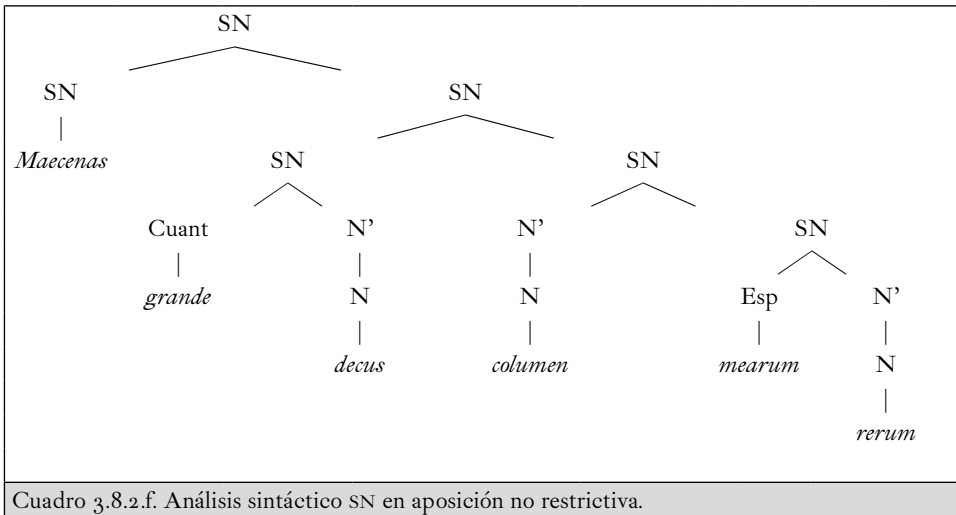 SN
SN SN
Maecenas SN SN
Cuant N’ N’ SN
grande N N Esp N’
decus columen mearum N
rerum
Cuadro 3.8.2.f. Análisis sintáctico SN en aposición no restrictiva.